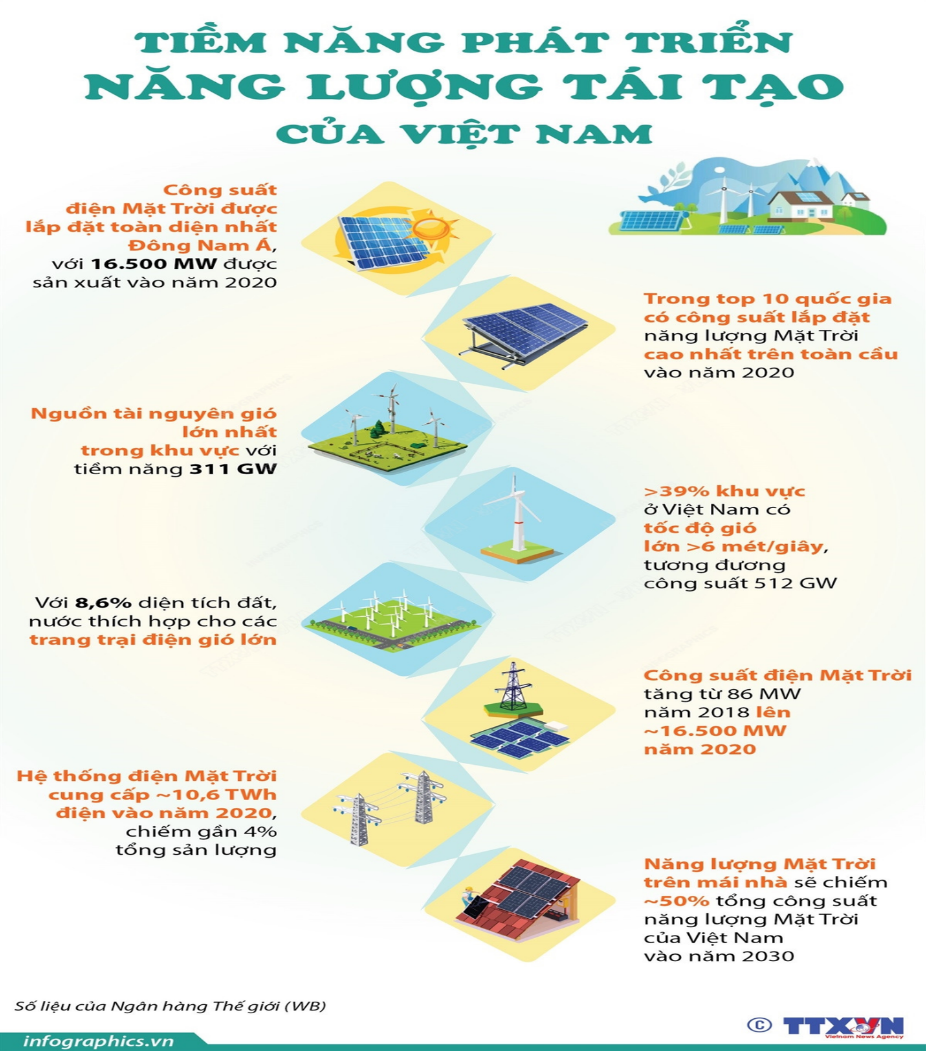 TIỀM NĂNG PHÁT TRIỂN
NĂNG LƯỢNG TÁI TẠO
CỦA VIỆT NAM
Công suất
điện Mặt Trời được
lắp đặt toàn diện nhất
Đông Nam Á,
với 16.500 MW được
sản xuất vào năm 2020
Trong top 10 quốc gia
có công suất lắp đặt
năng lượng Mặt Trời
cao nhất trên toàn cầu
vào năm 2020
Nguồn tài nguyên gió
lớn nhất
trong khu vực với
tiềm năng 311 GW
>39% khu vực
ở Việt Nam có
tốc độ gió
lớn >6 mét/giây,
tương đương
công suất 512 GW
Với 8,6% diện tích đất,
nước thích hợp cho các
trang trại điện gió lớn
Công suất điện Mặt Trời
tăng từ 86 MW
năm 2018 lên
~16.500 MW
năm 2020
Hệ thống điện Mặt Trời
cung cấp ~10,6 TWh
điện vào năm 2020,
chiếm gần 4%
tổng sản lượng
Năng lượng Mặt Trời
trên mái nhà sẽ chiếm
~50% tổng công suất
năng lượng Mặt Trời
của Việt Nam
vào năm 2030
Số liệu của Ngân hàng Thế giới (WB)
© TTXVN
Vietnam News Agency
infographics.vn